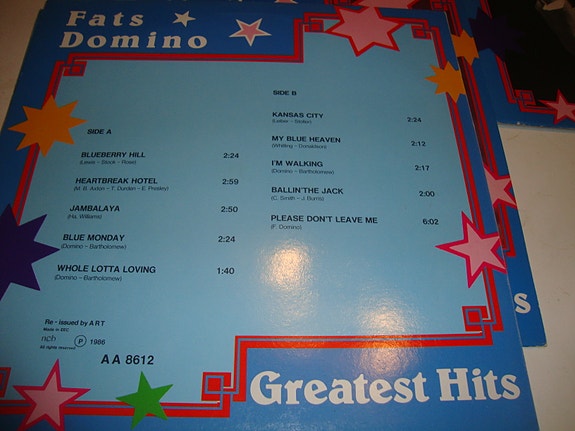 Fats
Domino
SIDE A
BLUEBERRY HILL 2:24
(Lewis - Stock - Rose)
HEARTBREAK HOTEL 2:59
(M. B. Axton - T. Durden - E. Presley)
JAMBALAYA 2:50
(Ha. Williams)
BLUE MONDAY 2:24
(Domino - Bartholomew)
WHOLE LOTTA LOVING 1:40
(Domino - Bartholomew)
SIDE B
KANSAS CITY 2:24
(Leiber - Stoller)
MY BLUE HEAVEN 2:12
(Whiting - Donaldson)
I'M WALKING 2:17
(Domino - Bartholomew)
BALLIN'THE JACK 2:00
(C. Smith - J. Burris)
PLEASE DON'T LEAVE ME 6:02
(F. Domino)
Re - issued by A R T
Made in EEC
nch
All rights reserved
P 1986
A A 8612
Greatest Hits
s